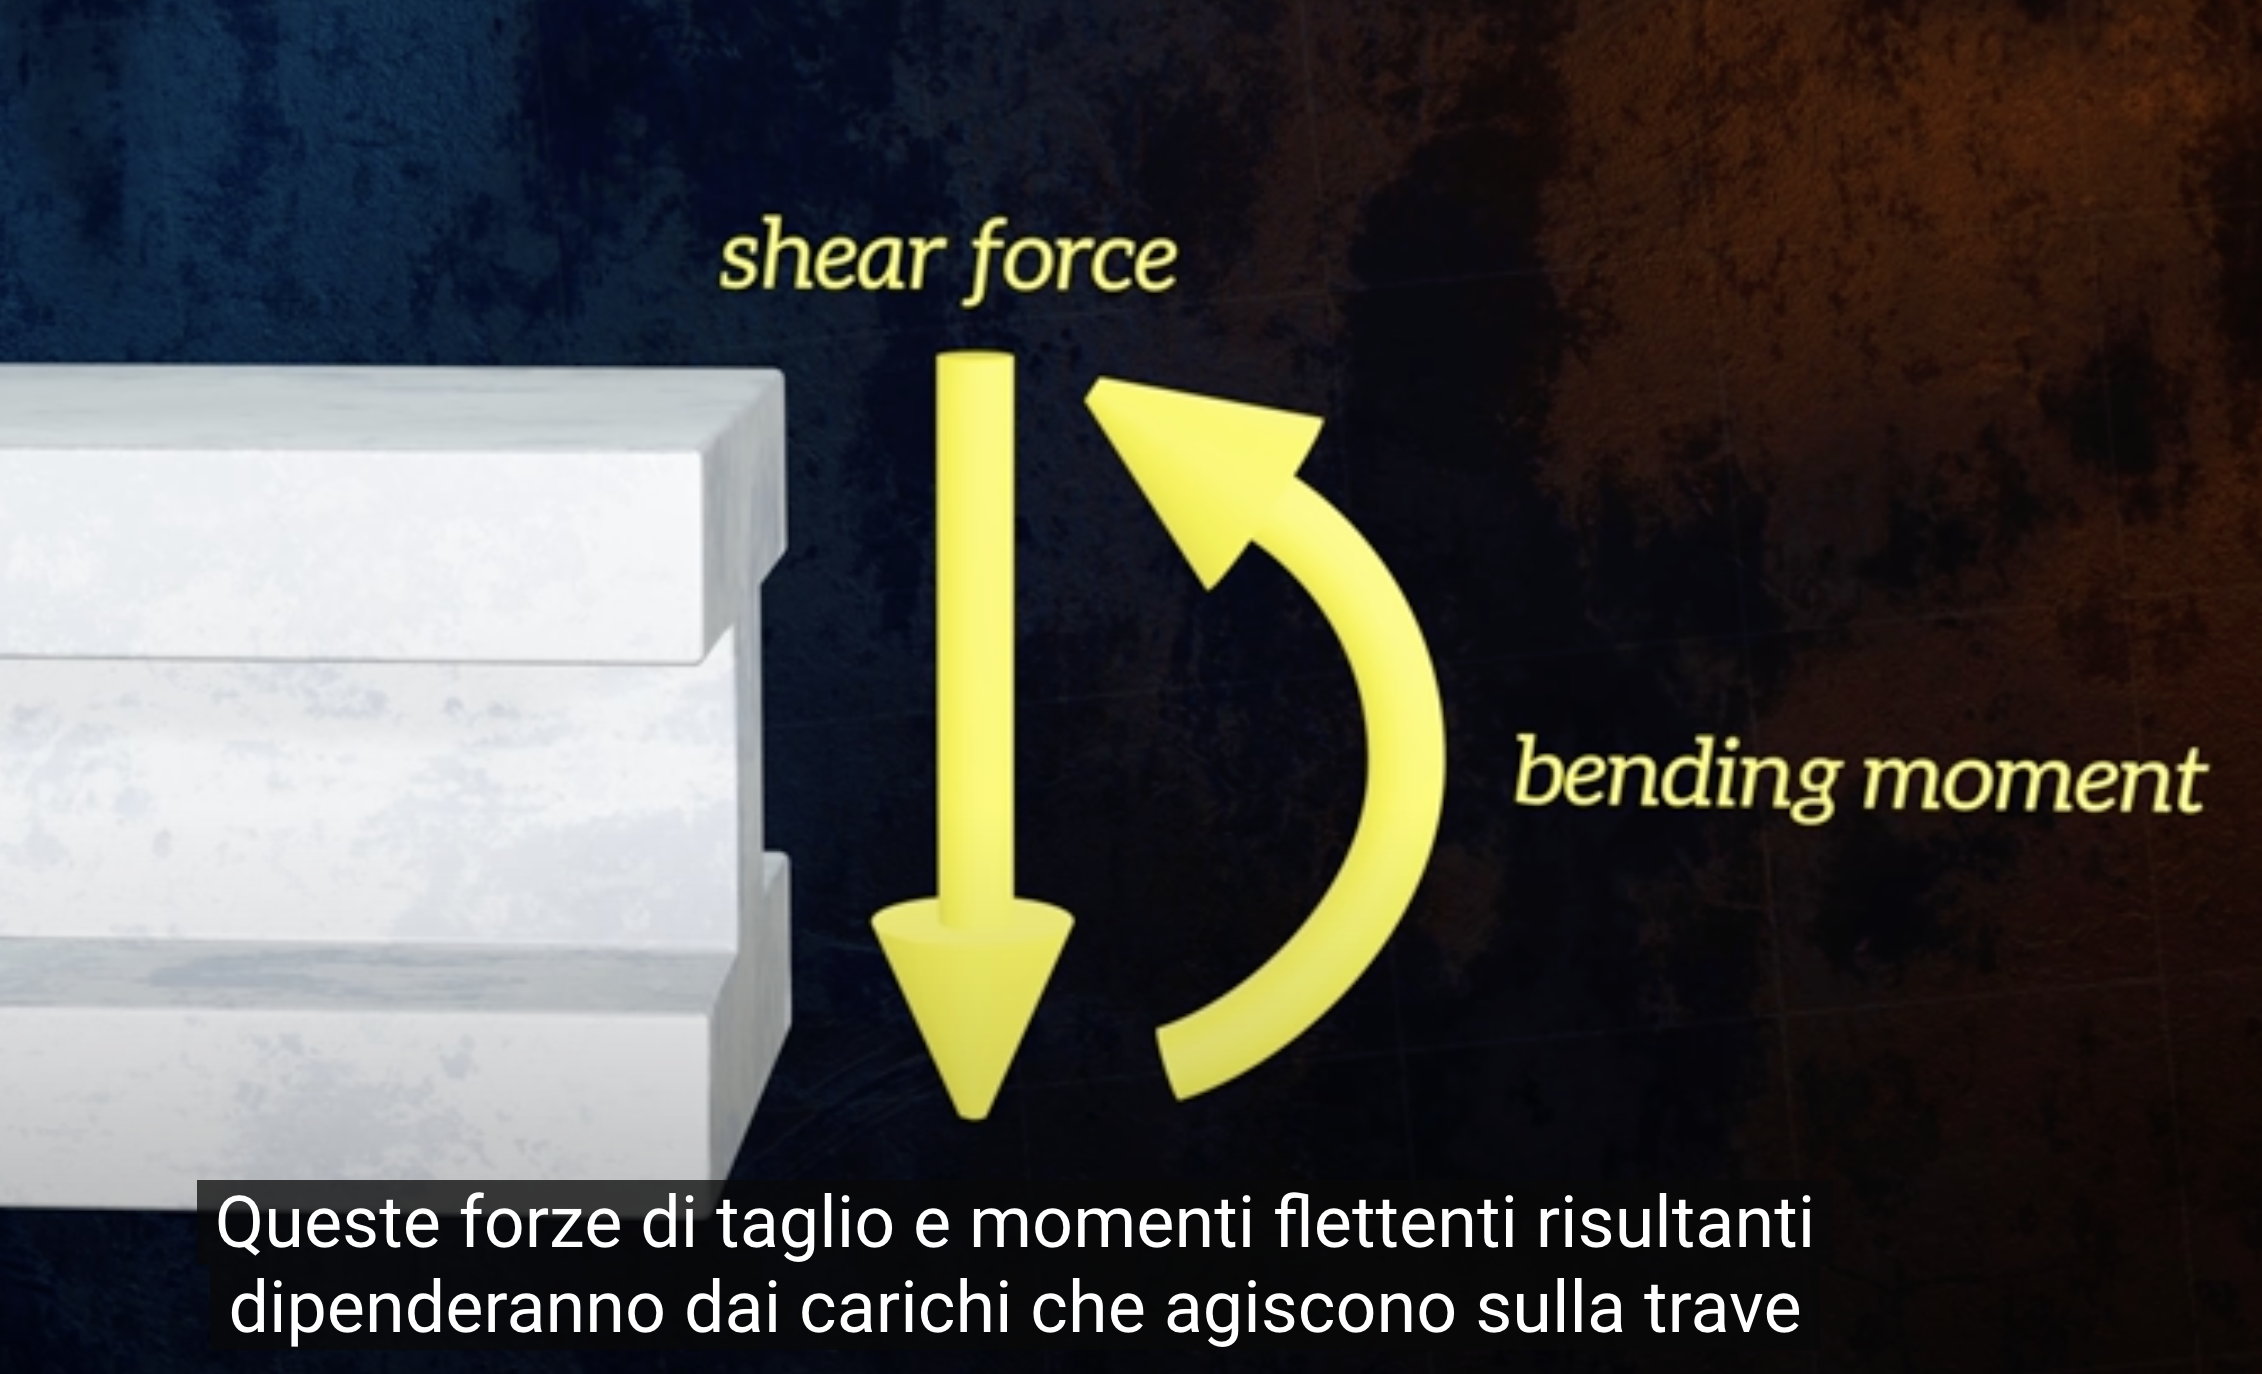 shear force
bending moment
Queste forze di taglio e momenti flettenti risultanti
dipenderanno dai carichi che agiscono sulla trave